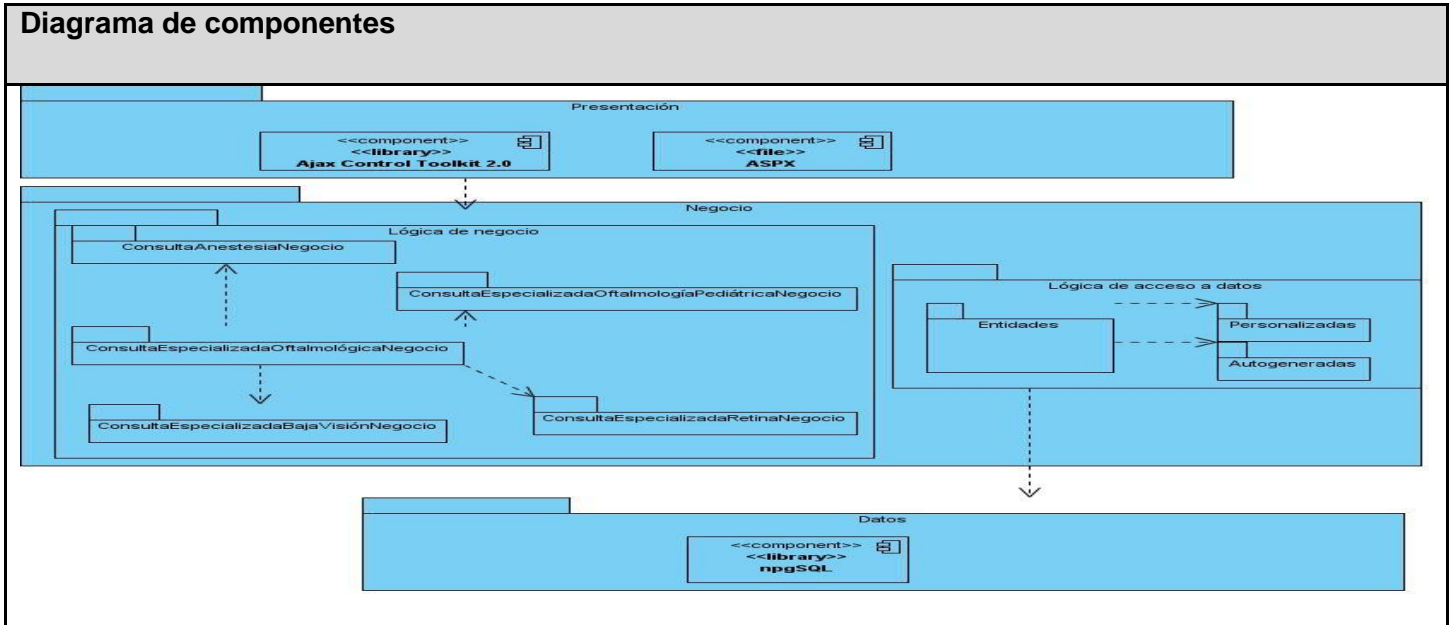 Diagrama de componentes
Presentación
<<component>>
<<library>>
Ajax Control Toolkit 2.0
<<component>>
<<file>>
ASPX
Negocio
Lógica de negocio
ConsultaAnestesiaNegocio
ConsultaEspecializadaOftalmologíaPediátricaNegocio
ConsultaEspecializadaOftalmológicaNegocio
ConsultaEspecializadaBajaVisiónNegocio
ConsultaEspecializadaRetinaNegocio
Lógica de acceso a datos
Entidades
Personalizadas
Autogeneradas
Datos
<<component>>
<<library>>
npgSQL